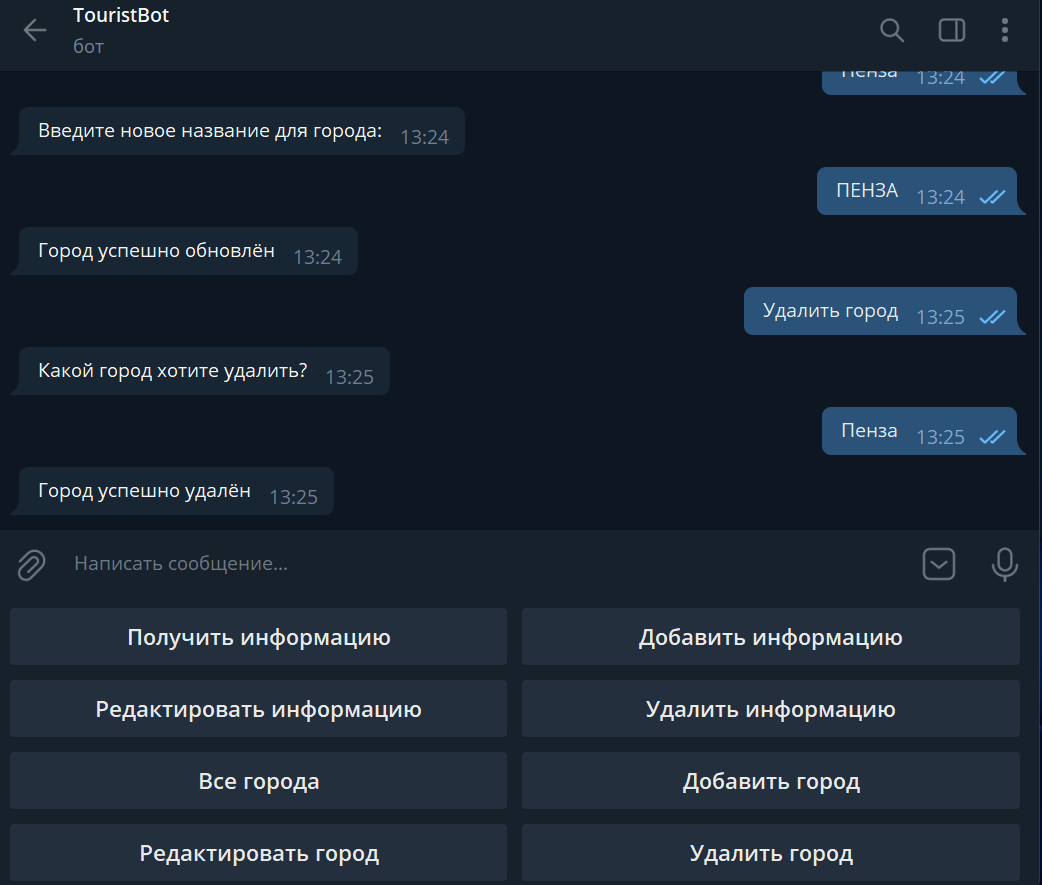 TouristBot
бот
Пенза 13:24
Введите новое название для города: 13:24
ПЕНЗА 13:24
Город успешно обновлён 13:24
Удалить город 13:25
Какой город хотите удалить? 13:25
Пенза 13:25
Город успешно удалён 13:25
Написать сообщение...
Получить информацию
Добавить информацию
Редактировать информацию
Удалить информацию
Все города
Добавить город
Редактировать город
Удалить город